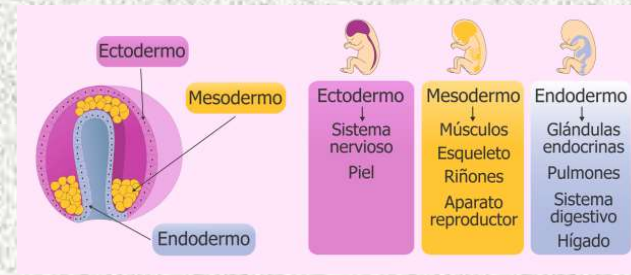 Ectodermo
Mesodermo
Endodermo
Ectodermo
Sistema
nervioso
Piel
Mesodermo
Músculos
Esqueleto
Riñones
Aparato
reproductor
Endodermo
Glándulas
endocrinas
Pulmones
Sistema
digestivo
Hígado